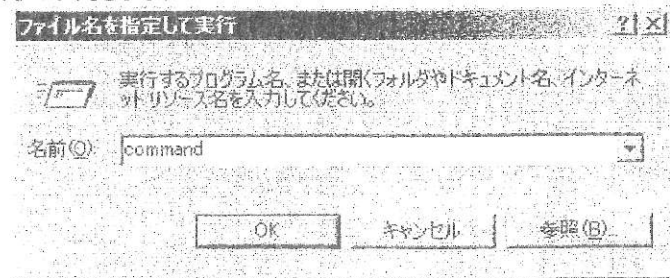 ファイル名を指定して実行
実行するプログラム名、または開くフォルダやドキュメント名、インターネ
ットリソース名を入力してください。
名前(O): command
OK キャンセル 参照(B)...